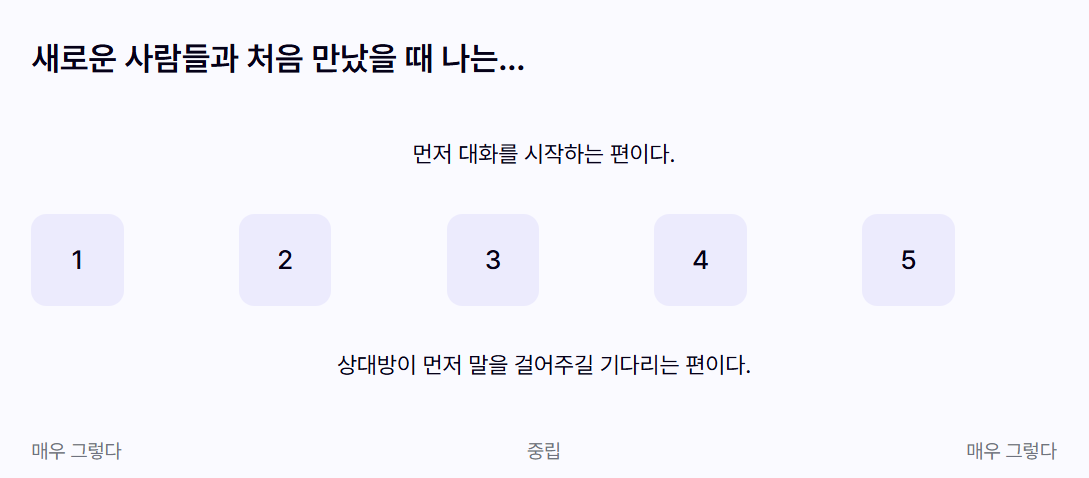 새로운 사람들과 처음 만났을 때 나는...
먼저 대화를 시작하는 편이다.
1 2 3 4 5
상대방이 먼저 말을 걸어주길 기다리는 편이다.
매우 그렇다 중립 매우 그렇다